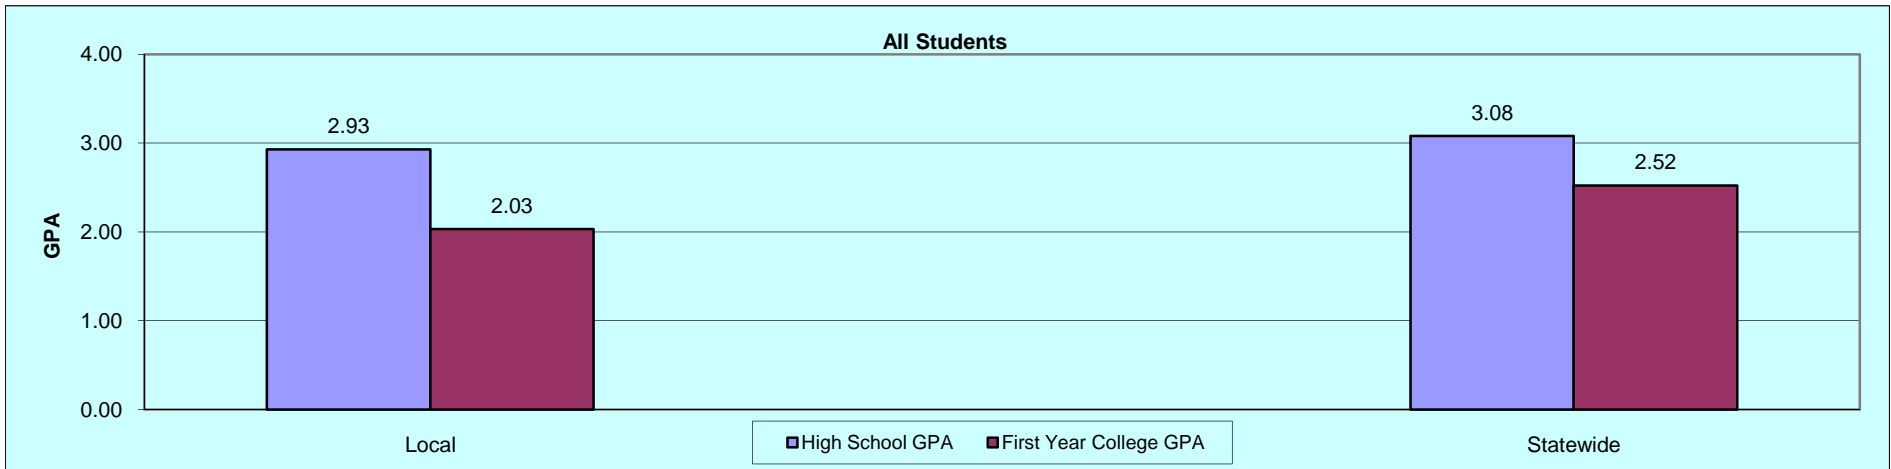 All Students
4.00
3.00
2.00
1.00
0.00
GPA
2.93
2.03
3.08
2.52
Local
Statewide
High School GPA
First Year College GPA